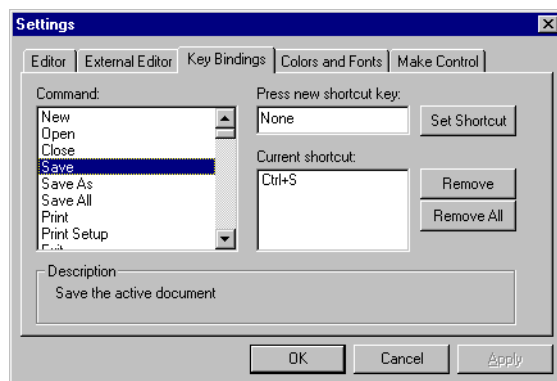 Settings
Editor External Editor Key Bindings Colors and Fonts Make Control
Command:
New
Open
Close
Save
Save As
Save All
Print
Print Setup
Exit
Press new shortcut key:
None
Set Shortcut
Current shortcut:
Ctrl+S
Remove
Remove All
Description
Save the active document
OK Cancel Apply